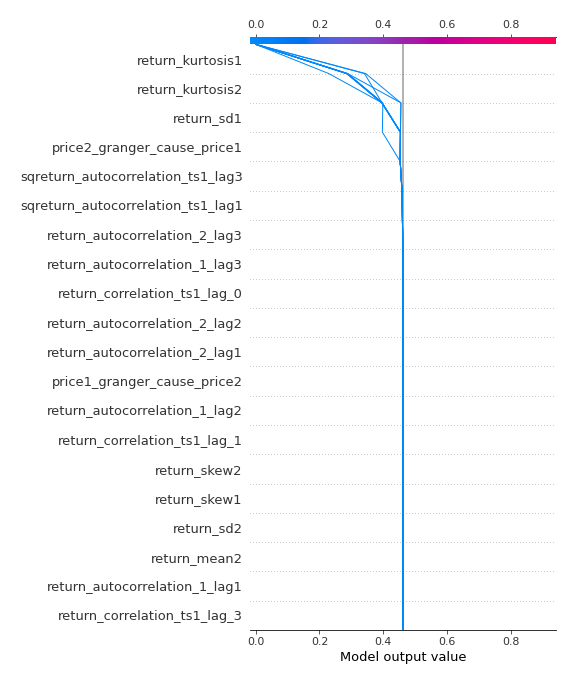 0.0 0.2 0.4 0.6 0.8
return_kurtosis1
return_kurtosis2
return_sd1
price2_granger_cause_price1
sqreturn_autocorrelation_ts1_lag3
sqreturn_autocorrelation_ts1_lag1
return_autocorrelation_2_lag3
return_autocorrelation_1_lag3
return_correlation_ts1_lag_0
return_autocorrelation_2_lag2
return_autocorrelation_2_lag1
price1_granger_cause_price2
return_autocorrelation_1_lag2
return_correlation_ts1_lag_1
return_skew2
return_skew1
return_sd2
return_mean2
return_autocorrelation_1_lag1
return_correlation_ts1_lag_3
0.0 0.2 0.4 0.6 0.8
Model output value